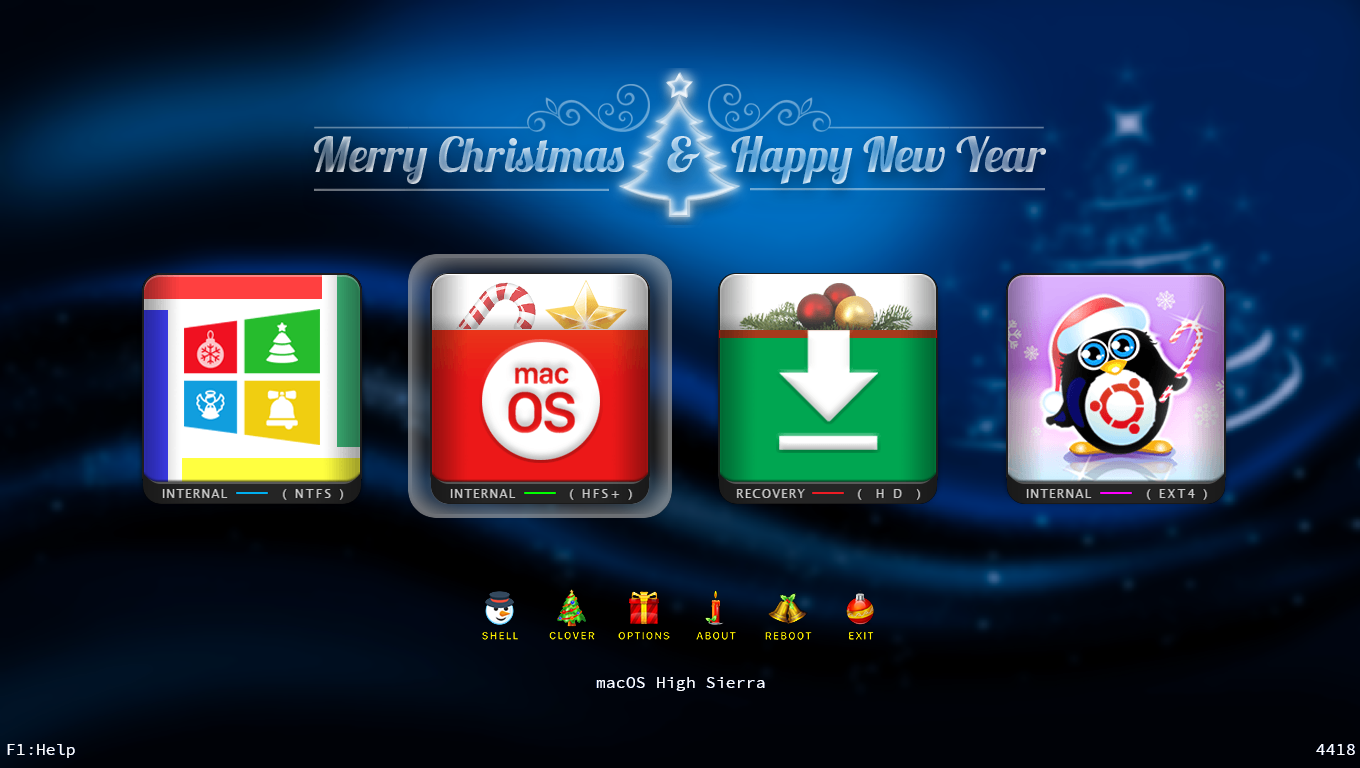 Merry Christmas & Happy New Year
mac
OS
INTERNAL ( NTFS )
INTERNAL ( HFS+ )
RECOVERY ( H D )
INTERNAL ( EXT4 )
SHELL CLOVER OPTIONS ABOUT REBOOT EXIT
macOS High Sierra
F1:Help
4418